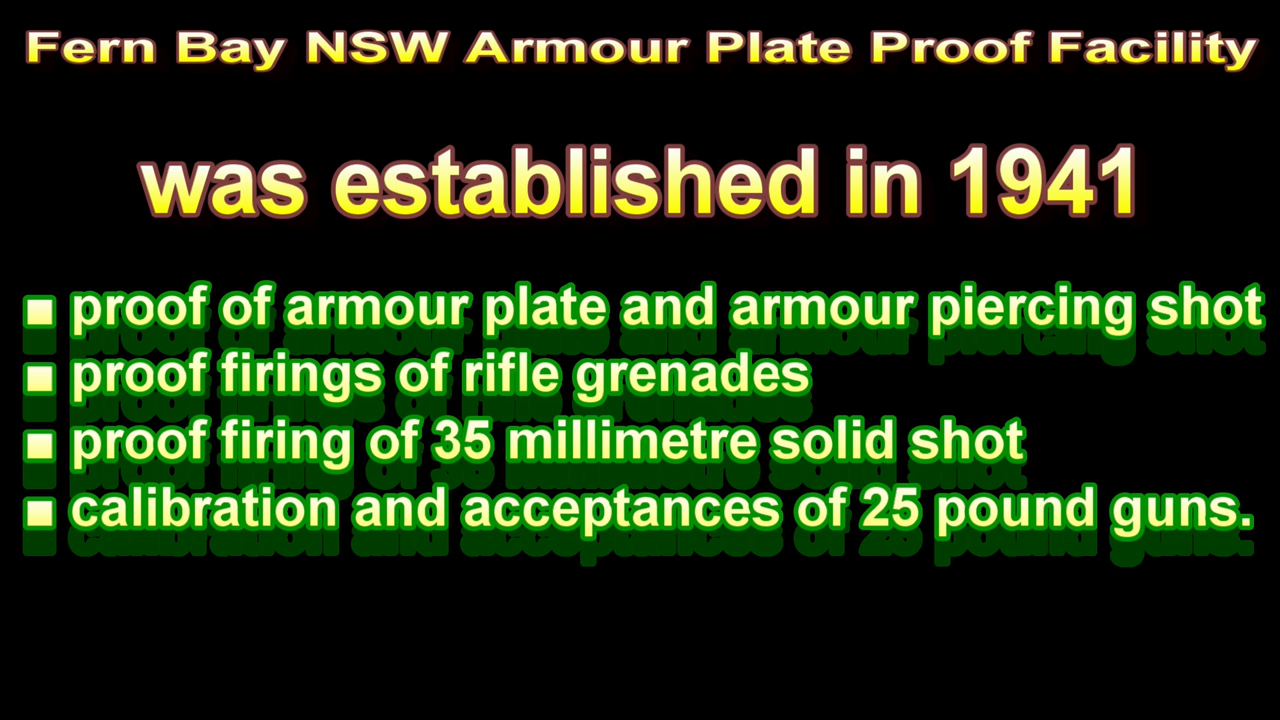 Fern Bay NSW Armour Plate Proof Facility
was established in 1941
▪ proof of armour plate and armour piercing shot
▪ proof firings of rifle grenades
▪ proof firing of 35 millimetre solid shot
▪ calibration and acceptances of 25 pound guns.